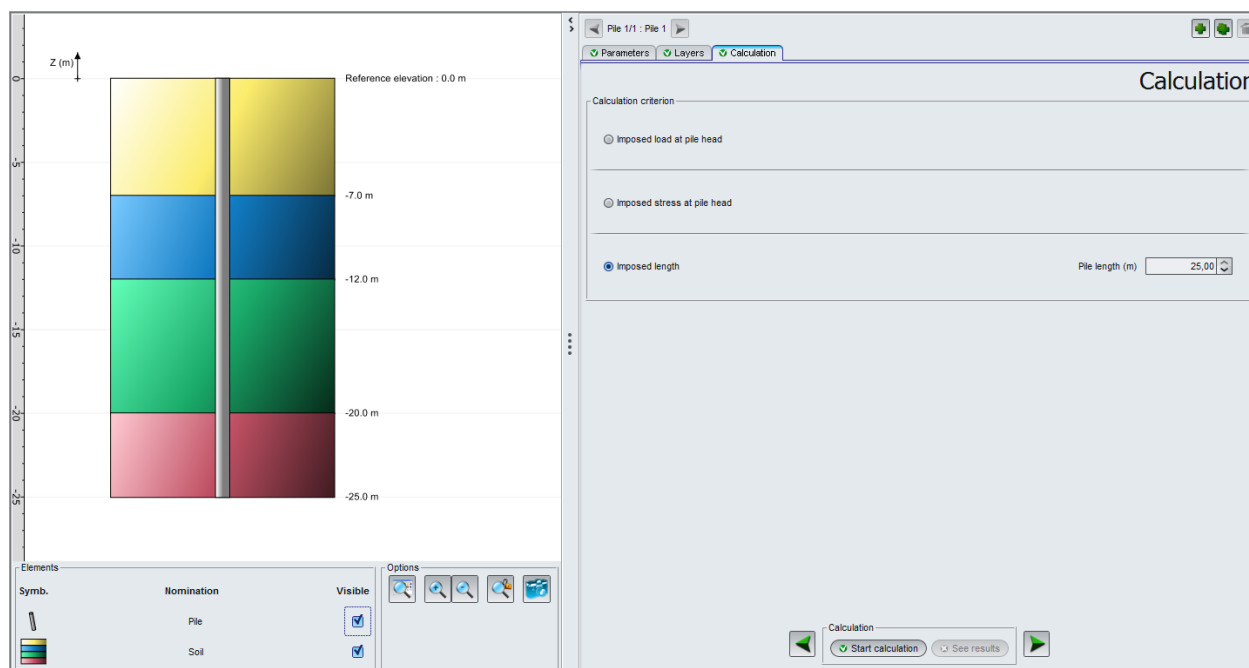 Z (m)
0
-5
-10
-15
-20
-25
Reference elevation : 0.0 m
-7.0 m
-12.0 m
-20.0 m
-25.0 m
Elements
Symb. Nomination Visible
Pile
Soil
Options
Pile 1/1 : Pile 1
Parameters Layers Calculation
Calculation
Calculation criterion
Imposed load at pile head
Imposed stress at pile head
Imposed length Pile length (m) 25,00
Calculation
Start calculation See results